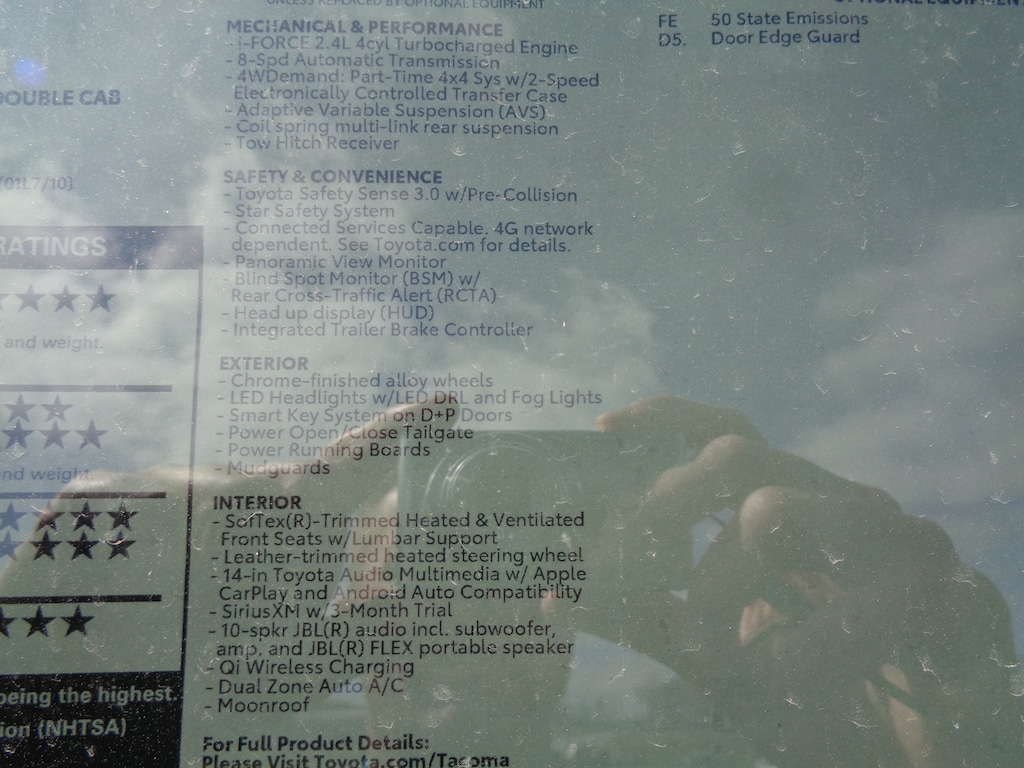 UNLESS REPLACED BY OPTIONAL EQUIPMENT
MECHANICAL & PERFORMANCE
- i-FORCE 2.4L 4cyl Turbocharged Engine
- 8-Spd Automatic Transmission
- 4WDemand: Part-Time 4x4 Sys w/2-Speed
Electronically Controlled Transfer Case
- Adaptive Variable Suspension (AVS)
- Coil spring multi-link rear suspension
- Tow Hitch Receiver
SAFETY & CONVENIENCE
- Toyota Safety Sense 3.0 w/Pre-Collision
- Star Safety System
- Connected Services Capable. 4G network
dependent. See Toyota.com for details.
- Panoramic View Monitor
- Blind Spot Monitor (BSM) w/
Rear Cross-Traffic Alert (RCTA)
- Head up display (HUD)
- Integrated Trailer Brake Controller
EXTERIOR
- Chrome-finished alloy wheels
- LED Headlights w/LED DRL and Fog Lights
- Smart Key System on D+P Doors
- Power Open/Close Tailgate
- Power Running Boards
- Mudguards
INTERIOR
- SofTex(R)-Trimmed Heated & Ventilated
Front Seats w/Lumbar Support
- Leather-trimmed heated steering wheel
- 14-in Toyota Audio Multimedia w/ Apple
CarPlay and Android Auto Compatibility
- SiriusXM w/3-Month Trial
- 10-spkr JBL(R) audio incl. subwoofer,
amp, and JBL(R) FLEX portable speaker
- Qi Wireless Charging
- Dual Zone Auto A/C
- Moonroof
For Full Product Details:
Please Visit Toyota.com/Tacoma
OPTIONAL EQUIPMENT
FE 50 State Emissions
D5. Door Edge Guard
DOUBLE CAB
(01L7/10)
RATINGS
and weight.
and weight.
being the highest.
(NHTSA)